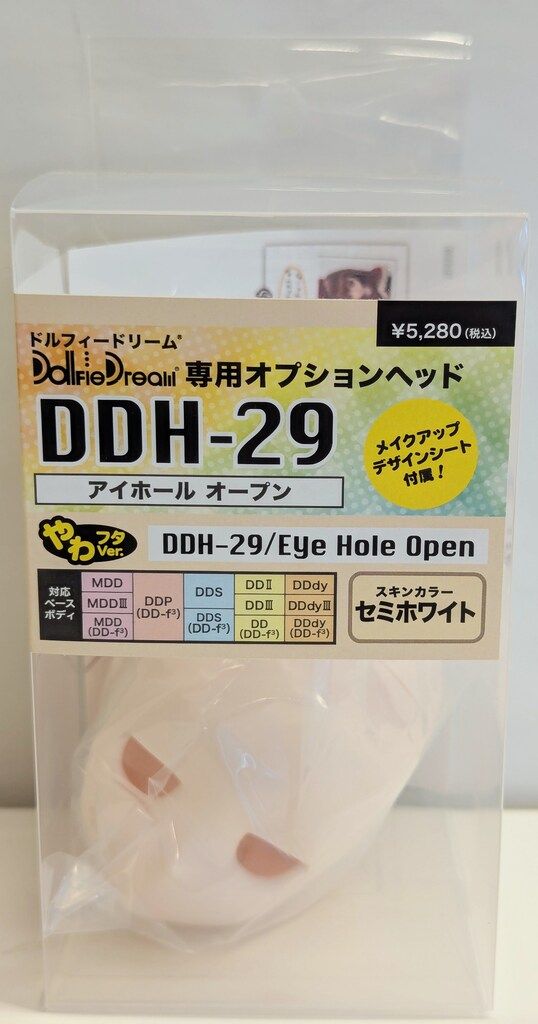 ¥5,280(税込)
ドルフィードリーム®
DollfieDream® 専用オプションヘッド
DDH-29
アイホール オープン
メイクアップ
デザインシート
付属！
やわフタ Ver.
DDH-29/Eye Hole Open
対応
ベース
ボディ
MDD
MDDⅢ
MDD
(DD-f³)
DDP
(DD-f³)
DDS
DDS
(DD-f³)
DDⅡ
DDⅢ
DD
(DD-f³)
DDdy
DDdyⅢ
DDdy
(DD-f³)
スキンカラー
セミホワイト